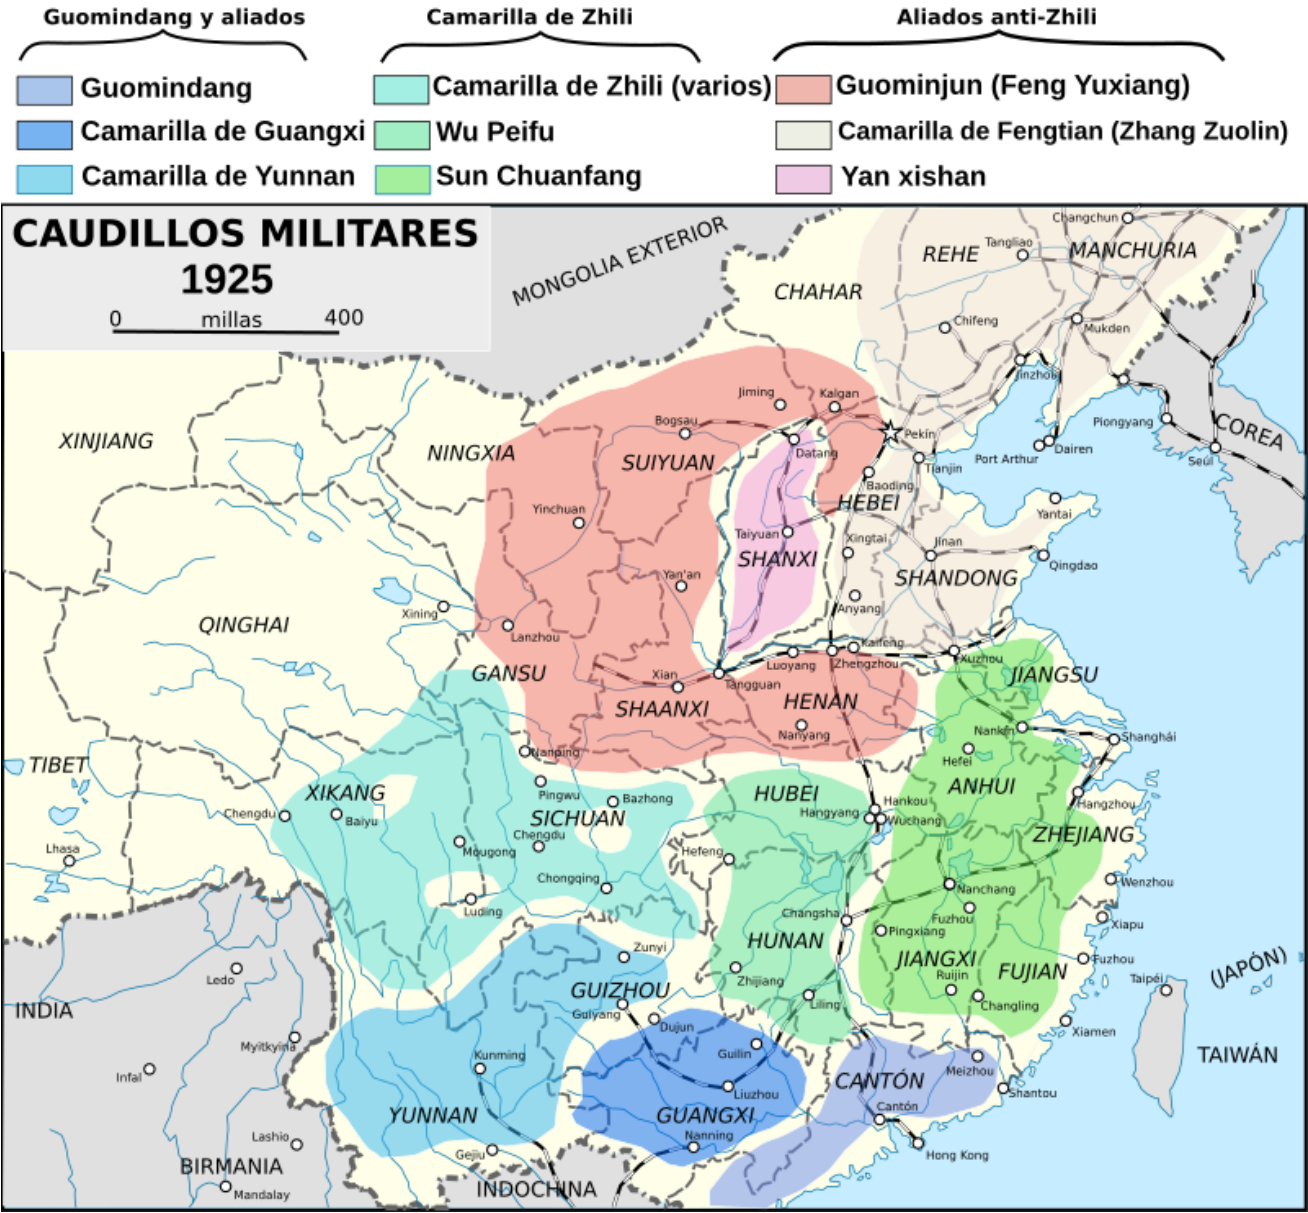 Guomindang y aliados
Camarilla de Zhili
Aliados anti-Zhili
Guomindang
Camarilla de Zhili (varios)
Guominjun (Feng Yuxiang)
Camarilla de Guangxi
Wu Peifu
Camarilla de Fengtian (Zhang Zuolin)
Camarilla de Yunnan
Sun Chuanfang
Yan xishan
CAUDILLOS MILITARES
1925
0 millas 400
MONGOLIA EXTERIOR
Changchun
REHE
Tangliao
MANCHURIA
CHAHAR
Chifeng
Mukden
Jinzhou
Jiming
Kalgan
Piongyang
COREA
Bogsau
Pekín
Datang
Tianjin
Port Arthur
Dairen
Seúl
XINJIANG
NINGXIA
SUIYUAN
Baoding
HEBEI
Yantai
Yinchuan
Taiyuan
Xingtai
Jinan
SHANXI
Qingdao
Yan'an
SHANDONG
Anyang
Xining
QINGHAI
Lanzhou
Kaifeng
Luoyang
Zhengzhou
Xuzhou
GANSU
Xian
Tangguan
JIANGSU
SHAANXI
HENAN
Nanyang
Nankín
Shanghái
Nanping
Hefei
TIBET
XIKANG
Pingwu
Bazhong
HUBEI
ANHUI
Hankou
Hangzhou
Chengdu
Baiyu
SICHUAN
Hangyang
Wuchang
Chengdu
ZHEJIANG
Lhasa
Mougong
Hefeng
Chongqing
Nanchang
Wenzhou
Luding
Changsha
Fuzhou
Xiapu
Zunyi
HUNAN
Pingxiang
JIANGXI
FUJIAN
Fuzhou
(JAPÓN)
Ledo
Zhijiang
Ruijin
Taipéi
GUIZHOU
Liling
Changling
INDIA
Guiyang
Dujun
Xiamen
Myitkyina
Guilin
TAIWÁN
Kunming
Infal
CANTÓN
Meizhou
Liuzhou
Shantou
YUNNAN
GUANGXI
Cantón
Lashio
Nanning
Gejiu
Hong Kong
BIRMANIA
INDOCHINA
Mandalay